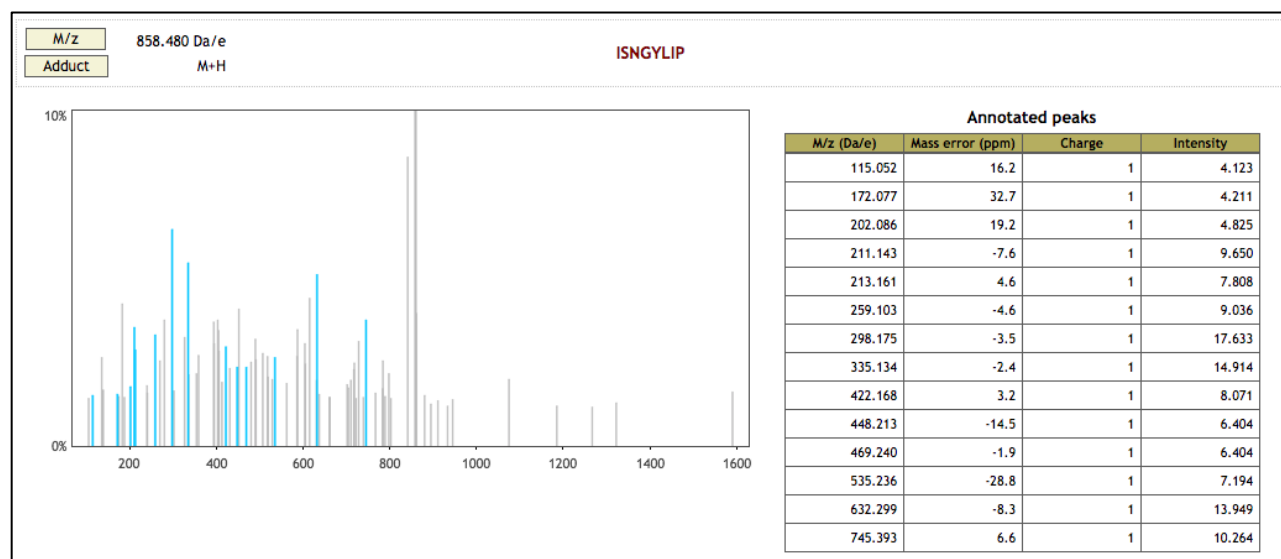 M/z 858.480 Da/e
ISNGYLIP
Adduct M+H
10%
0%
200 400 600 800 1000 1200 1400 1600
Annotated peaks
M/z (Da/e) Mass error (ppm) Charge Intensity
115.052 16.2 1 4.123
172.077 32.7 1 4.211
202.086 19.2 1 4.825
211.143 -7.6 1 9.650
213.161 4.6 1 7.808
259.103 -4.6 1 9.036
298.175 -3.5 1 17.633
335.134 -2.4 1 14.914
422.168 3.2 1 8.071
448.213 -14.5 1 6.404
469.240 -1.9 1 6.404
535.236 -28.8 1 7.194
632.299 -8.3 1 13.949
745.393 6.6 1 10.264